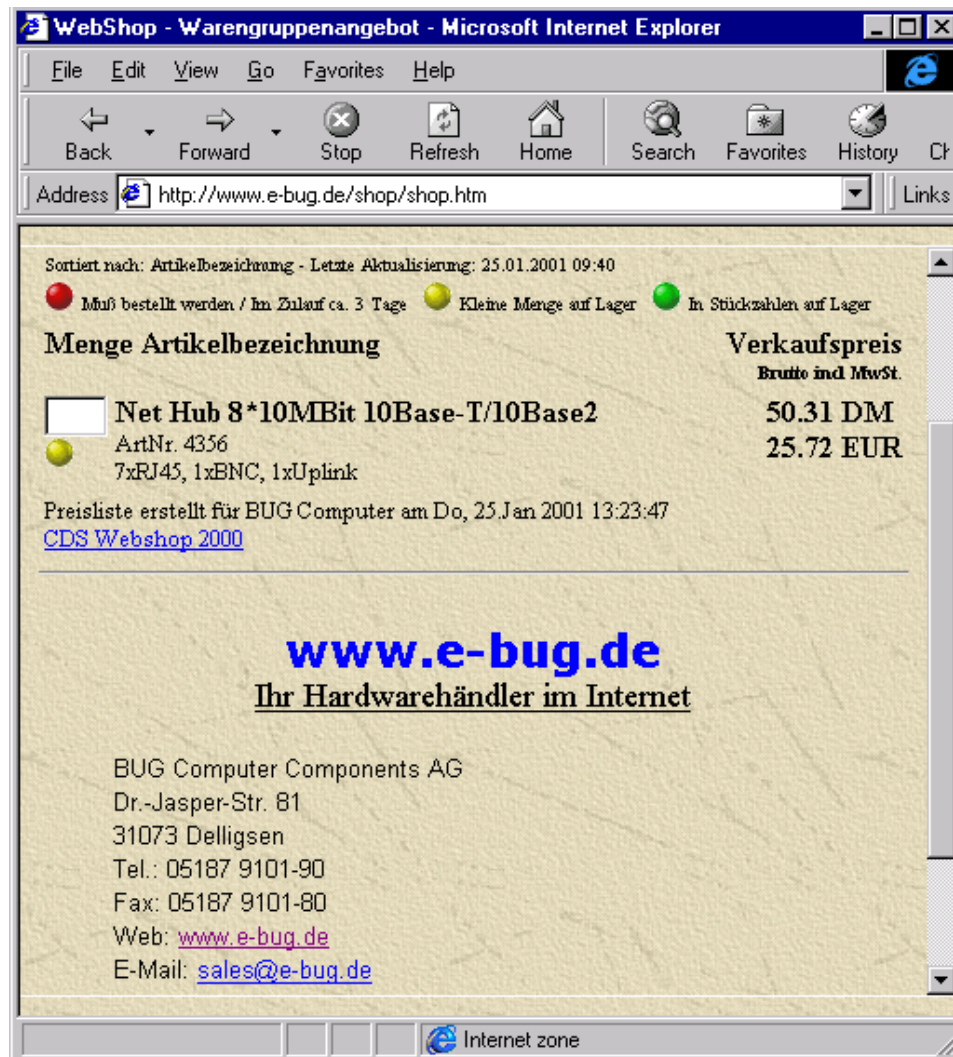 WebShop - Warengruppenangebot - Microsoft Internet Explorer
File Edit View Go Favorites Help
Back Forward Stop Refresh Home Search Favorites History Ch
Address http://www.e-bug.de/shop/shop.htm Links
Sortiert nach: Artikelbezeichnung - Letzte Aktualisierung: 25.01.2001 09:40
Muß bestellt werden / Im Zulauf ca. 3 Tage Kleine Menge auf Lager In Stückzahlen auf Lager
Menge Artikelbezeichnung Verkaufspreis
Brutto incl MwSt.
Net Hub 8*10MBit 10Base-T/10Base2 50.31 DM
ArtNr. 4356 25.72 EUR
7xRJ45, 1xBNC, 1xUplink
Preisliste erstellt für BUG Computer am Do, 25.Jan 2001 13:23:47
CDS Webshop 2000
www.e-bug.de
Ihr Hardwarehändler im Internet
BUG Computer Components AG
Dr.-Jasper-Str. 81
31073 Delligsen
Tel.: 05187 9101-90
Fax: 05187 9101-80
Web: www.e-bug.de
E-Mail: sales@e-bug.de
Internet zone